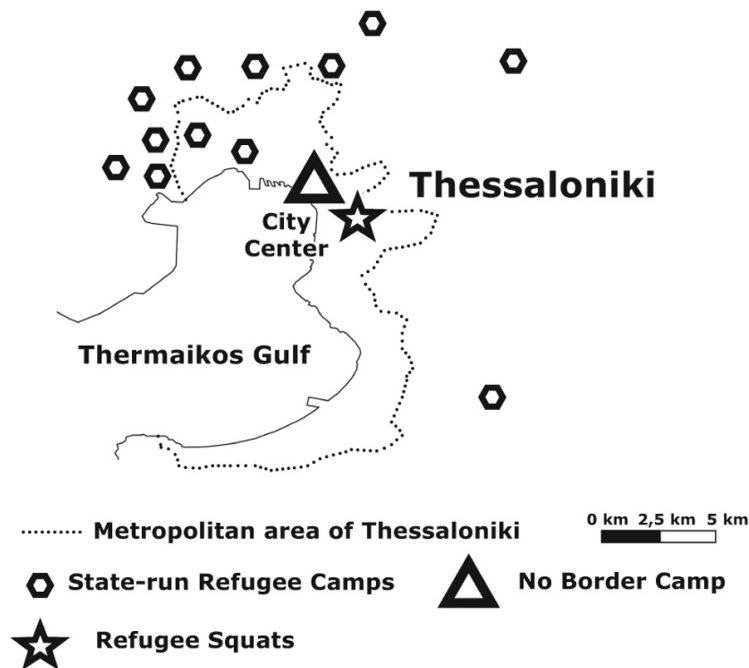 Thessaloniki
City
Center
Thermaikos Gulf
Metropolitan area of Thessaloniki
0 km 2,5 km 5 km
State-run Refugee Camps
No Border Camp
Refugee Squats